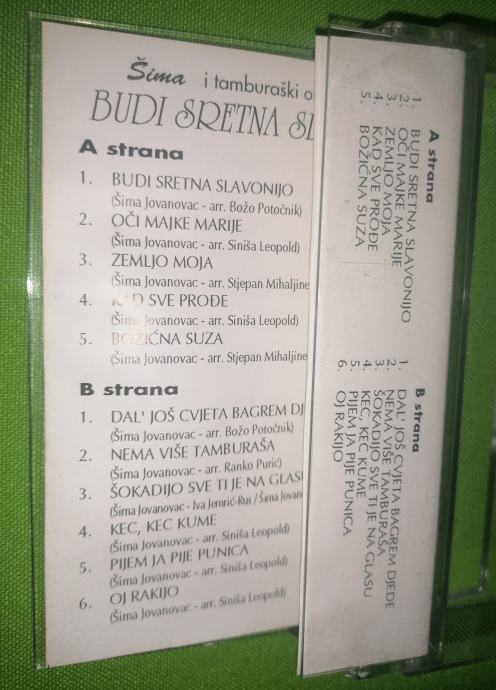 Šima i tamburaški
BUDI SRETNA
A strana
1. BUDI SRETNA SLAVONIJO
(Šima Jovanovac - arr. Božo Potočnik)
2. OČI MAJKE MARIJE
(Šima Jovanovac - arr. Siniša Leopold)
3. ZEMLJO MOJA
(Šima Jovanovac - arr. Stjepan Mihaljine
4. KAD SVE PROĐE
(Šima Jovanovac - arr. Siniša Leopold)
5. BOŽIĆNA SUZA
(Šima Jovanovac - arr. Stjepan Mihaljine
B strana
1. DAL' JOŠ CVJETA BAGREM DJ
(Šima Jovanovac - arr. Božo Potočnik)
2. NEMA VIŠE TAMBURAŠA
(Šima Jovanovac - arr. Ranko Purić)
3. ŠOKADIJO SVE TI JE NA GLASU
(Šima Jovanovac - Iva Jemrić-Rus / Šima Jovan
4. KEC, KEC KUME
(Šima Jovanovac - arr. Siniša Leopold)
5. PIJEM JA PIJE PUNICA
(Šima Jovanovac - arr. Siniša Leopold)
6. OJ RAKIJO
(Šima Jovanovac - arr. Siniša Leopold)
A strana
1. BUDI SRETNA SLAVONIJO
2. OČI MAJKE MARIJE
3. ZEMLJO MOJA
4. KAD SVE PROĐE
5. BOŽIĆNA SUZA
B strana
1. DAL' JOŠ CVJETA BAGREM DJEDE
2. NEMA VIŠE TAMBURAŠA
3. ŠOKADIJO SVE TI JE NA GLASU
4. KEC, KEC KUME
5. PIJEM JA PIJE PUNICA
6. OJ RAKIJO